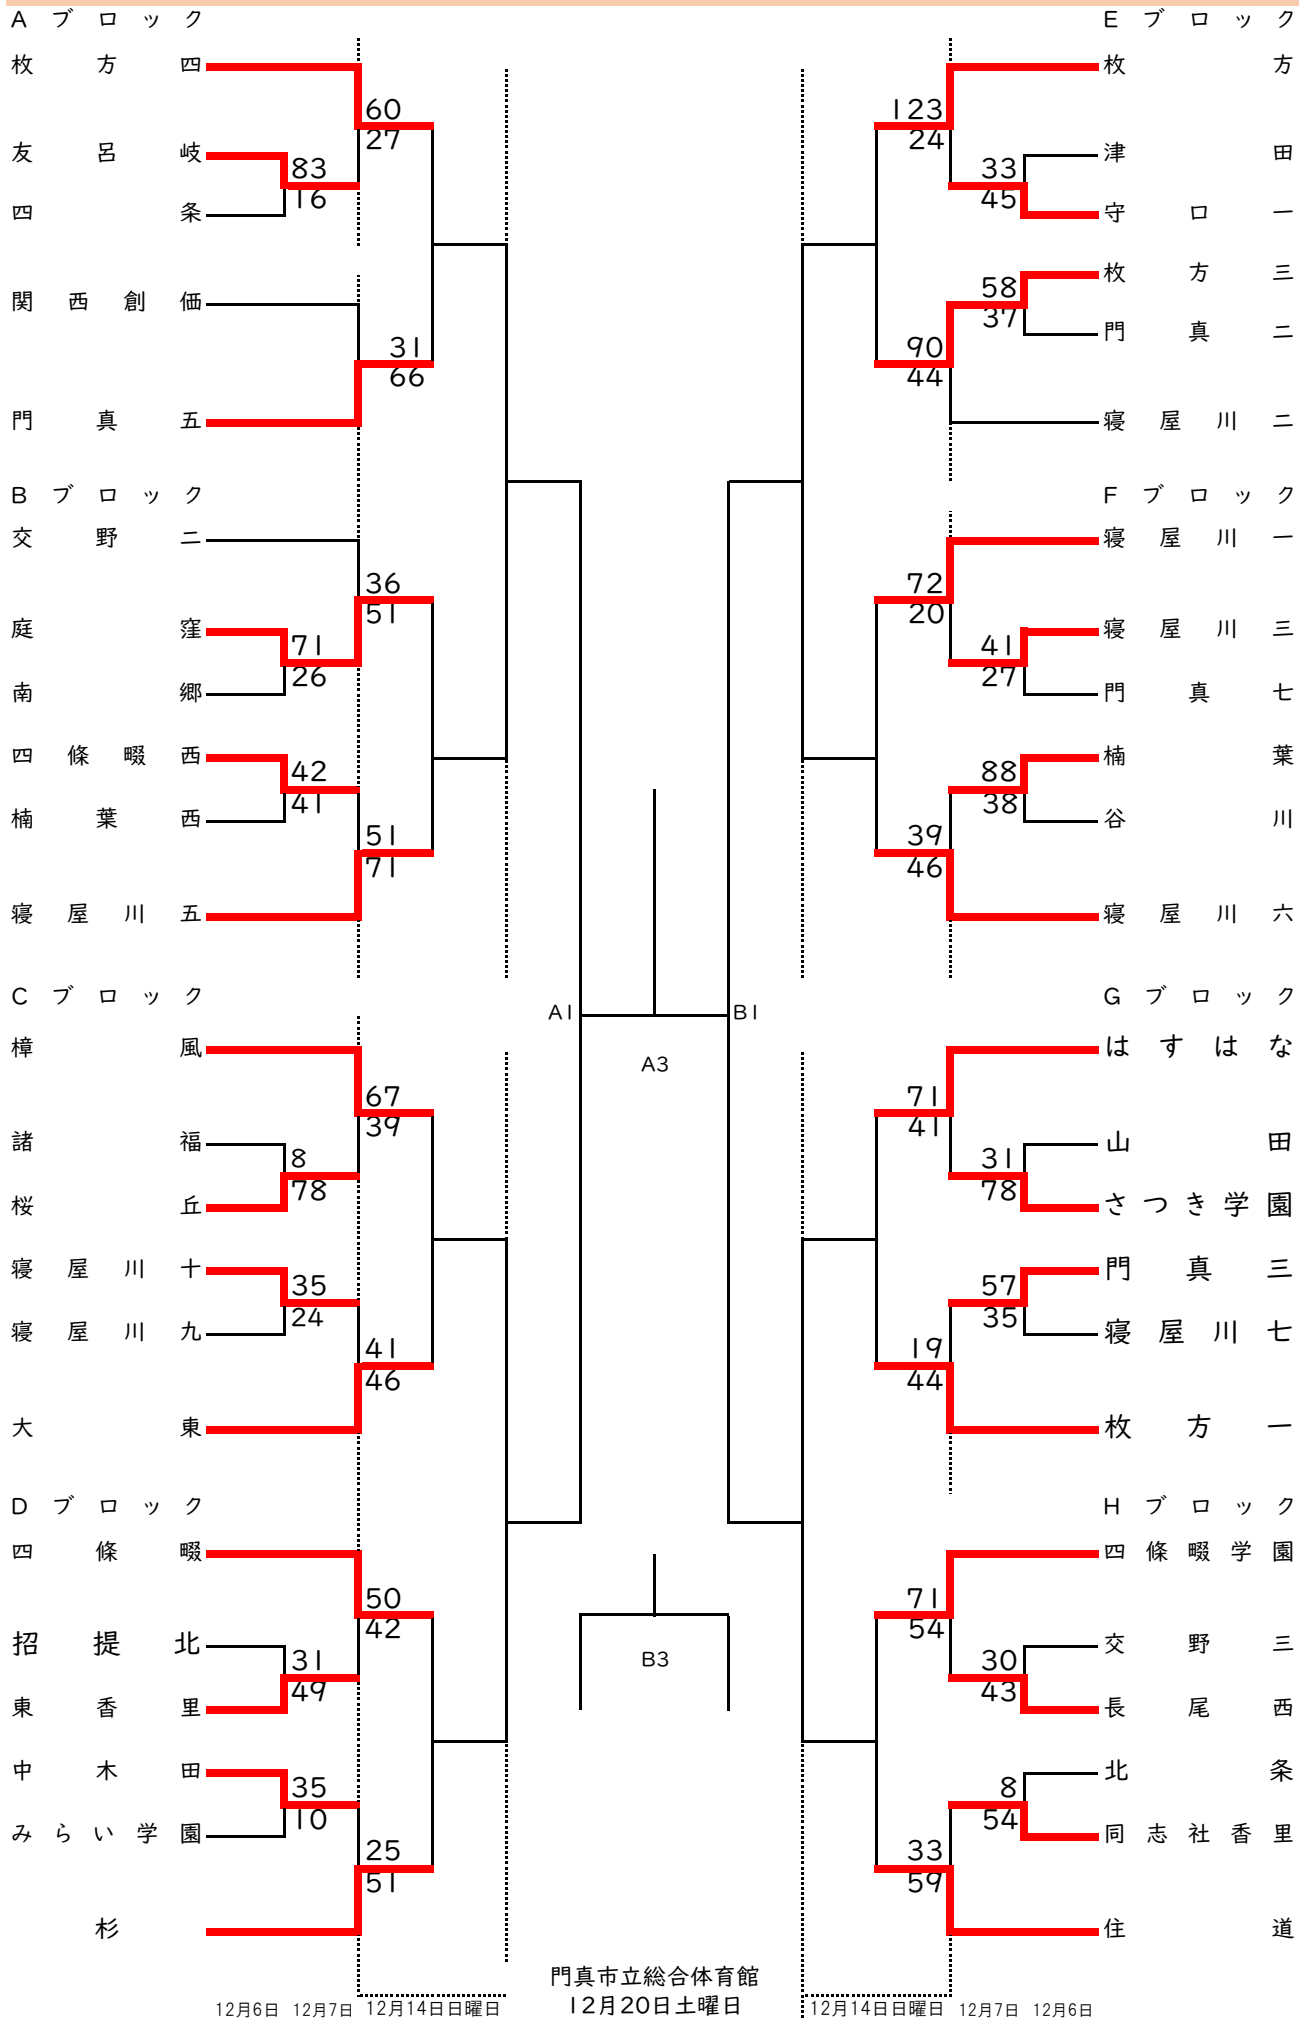 Aブロック
枚方四
60
27
友呂岐
83
16
四条
関西創価
31
66
門真五
Bブロック
交野二
36
51
庭窪
71
26
南郷
四條畷西
42
41
楠葉西
51
71
寝屋川五
Cブロック
樟風
67
39
諸福
8
78
桜丘
寝屋川十
35
24
寝屋川九
41
46
大東
Dブロック
四條畷
50
42
招提北
31
49
東香里
中木田
35
10
みらい学園
25
51
杉
A1
B1
A3
B3
Eブロック
枚方
123
24
津田
33
45
守口一
枚方三
58
37
門真二
90
44
寝屋川二
Fブロック
寝屋川一
72
20
寝屋川三
41
27
門真七
楠葉
88
38
谷川
39
46
寝屋川六
Gブロック
はすはな
71
41
山田
31
78
さつき学園
門真三
57
35
寝屋川七
19
44
枚方一
Hブロック
四條畷学園
71
54
交野三
30
43
長尾西
北条
8
54
同志社香里
33
59
住道
門真市立総合体育館
12月20日土曜日
12月6日 12月7日 12月14日日曜日
12月14日日曜日 12月7日 12月6日